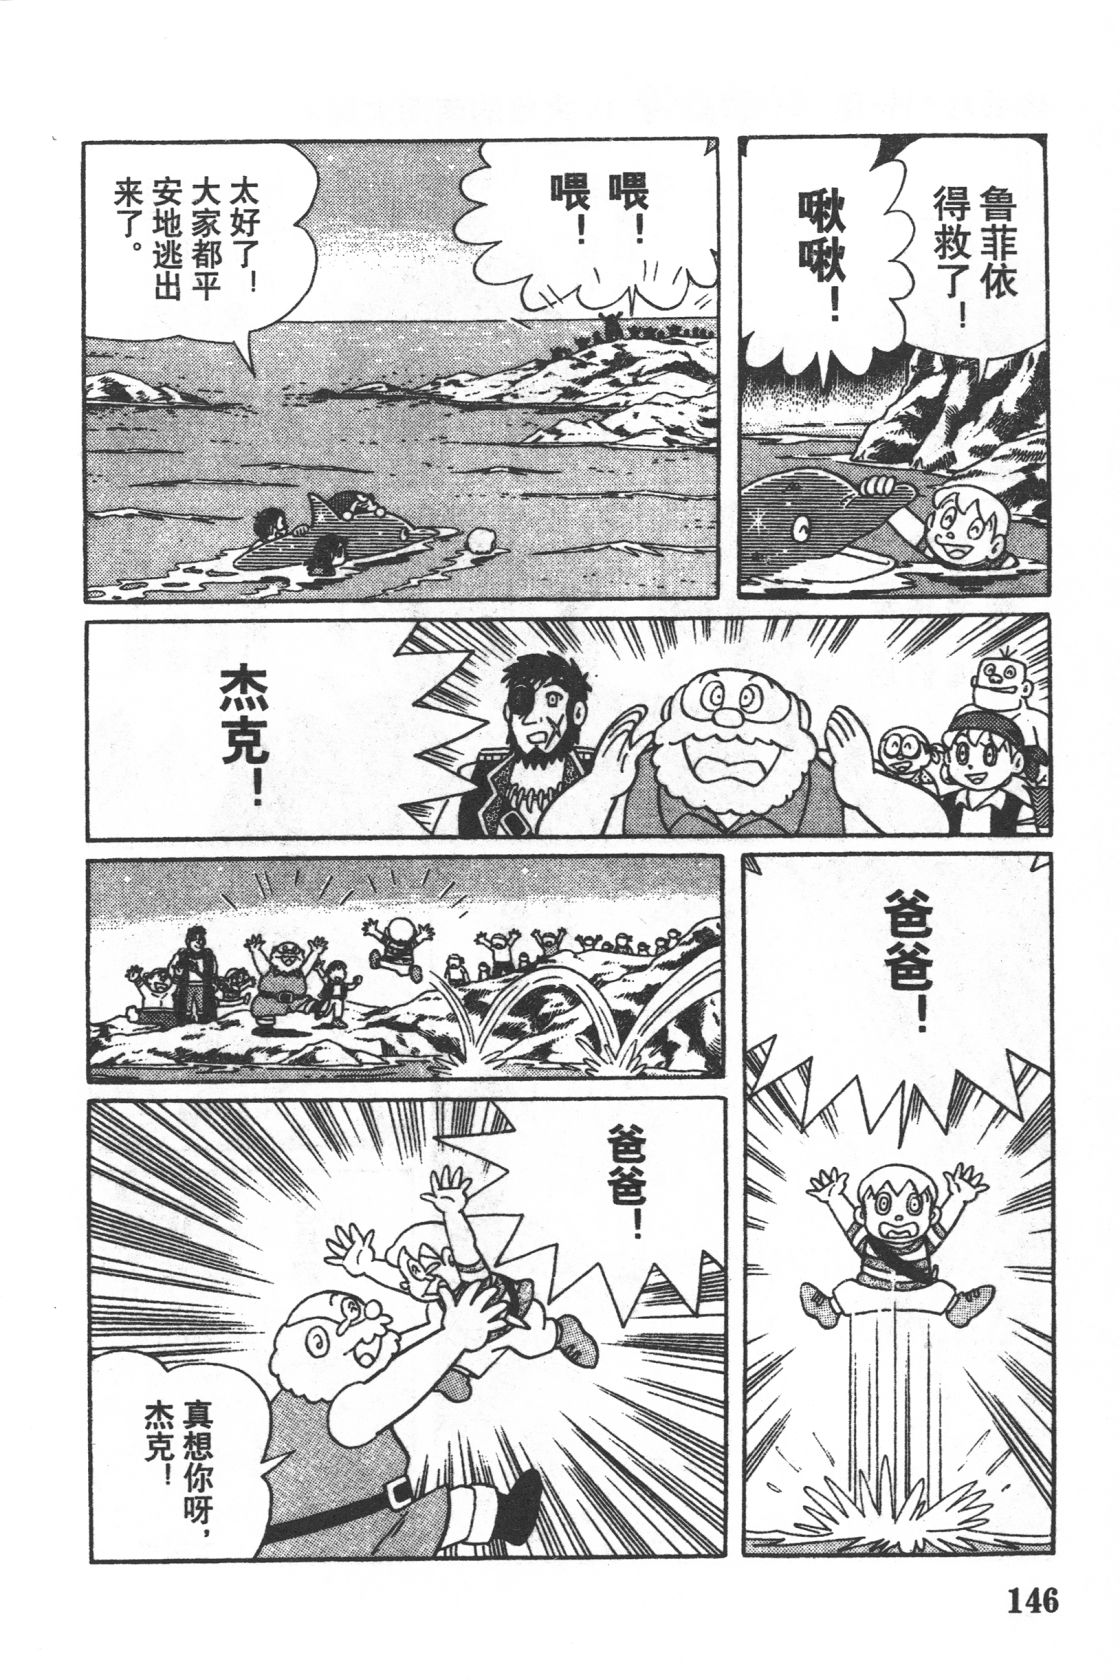 鲁菲依
得救了！
啾啾！
喂！
喂！
太好了！
大家都平
安地逃出
来了。
杰克！
爸爸！
爸爸！
真想你呀，
杰克！
146